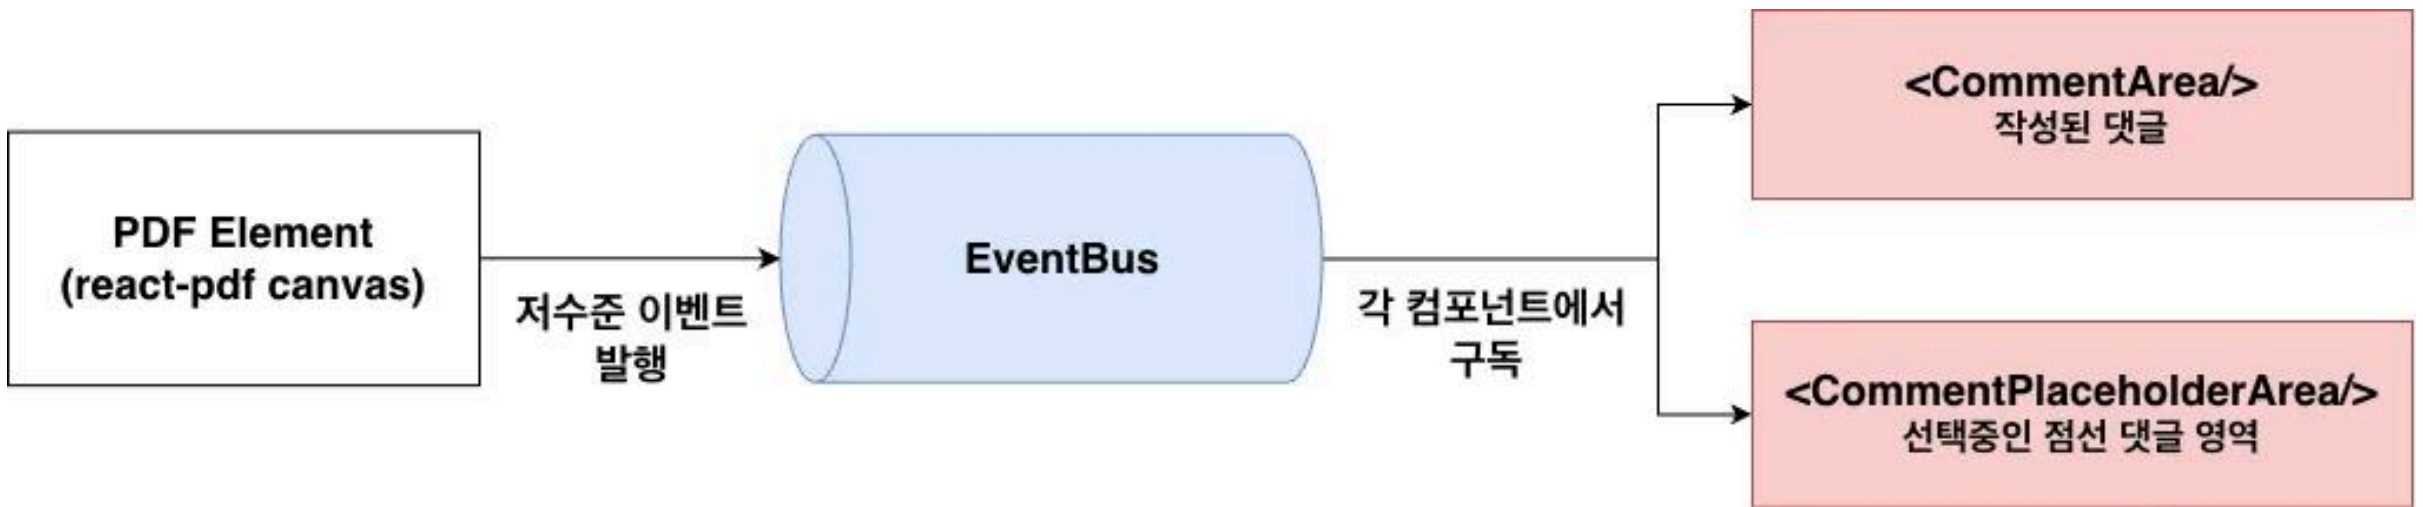 PDF Element
(react-pdf canvas)
저수준 이벤트
발행
EventBus
각 컴포넌트에서
구독
<CommentArea/>
작성된 댓글
<CommentPlaceholderArea/>
선택중인 점선 댓글 영역